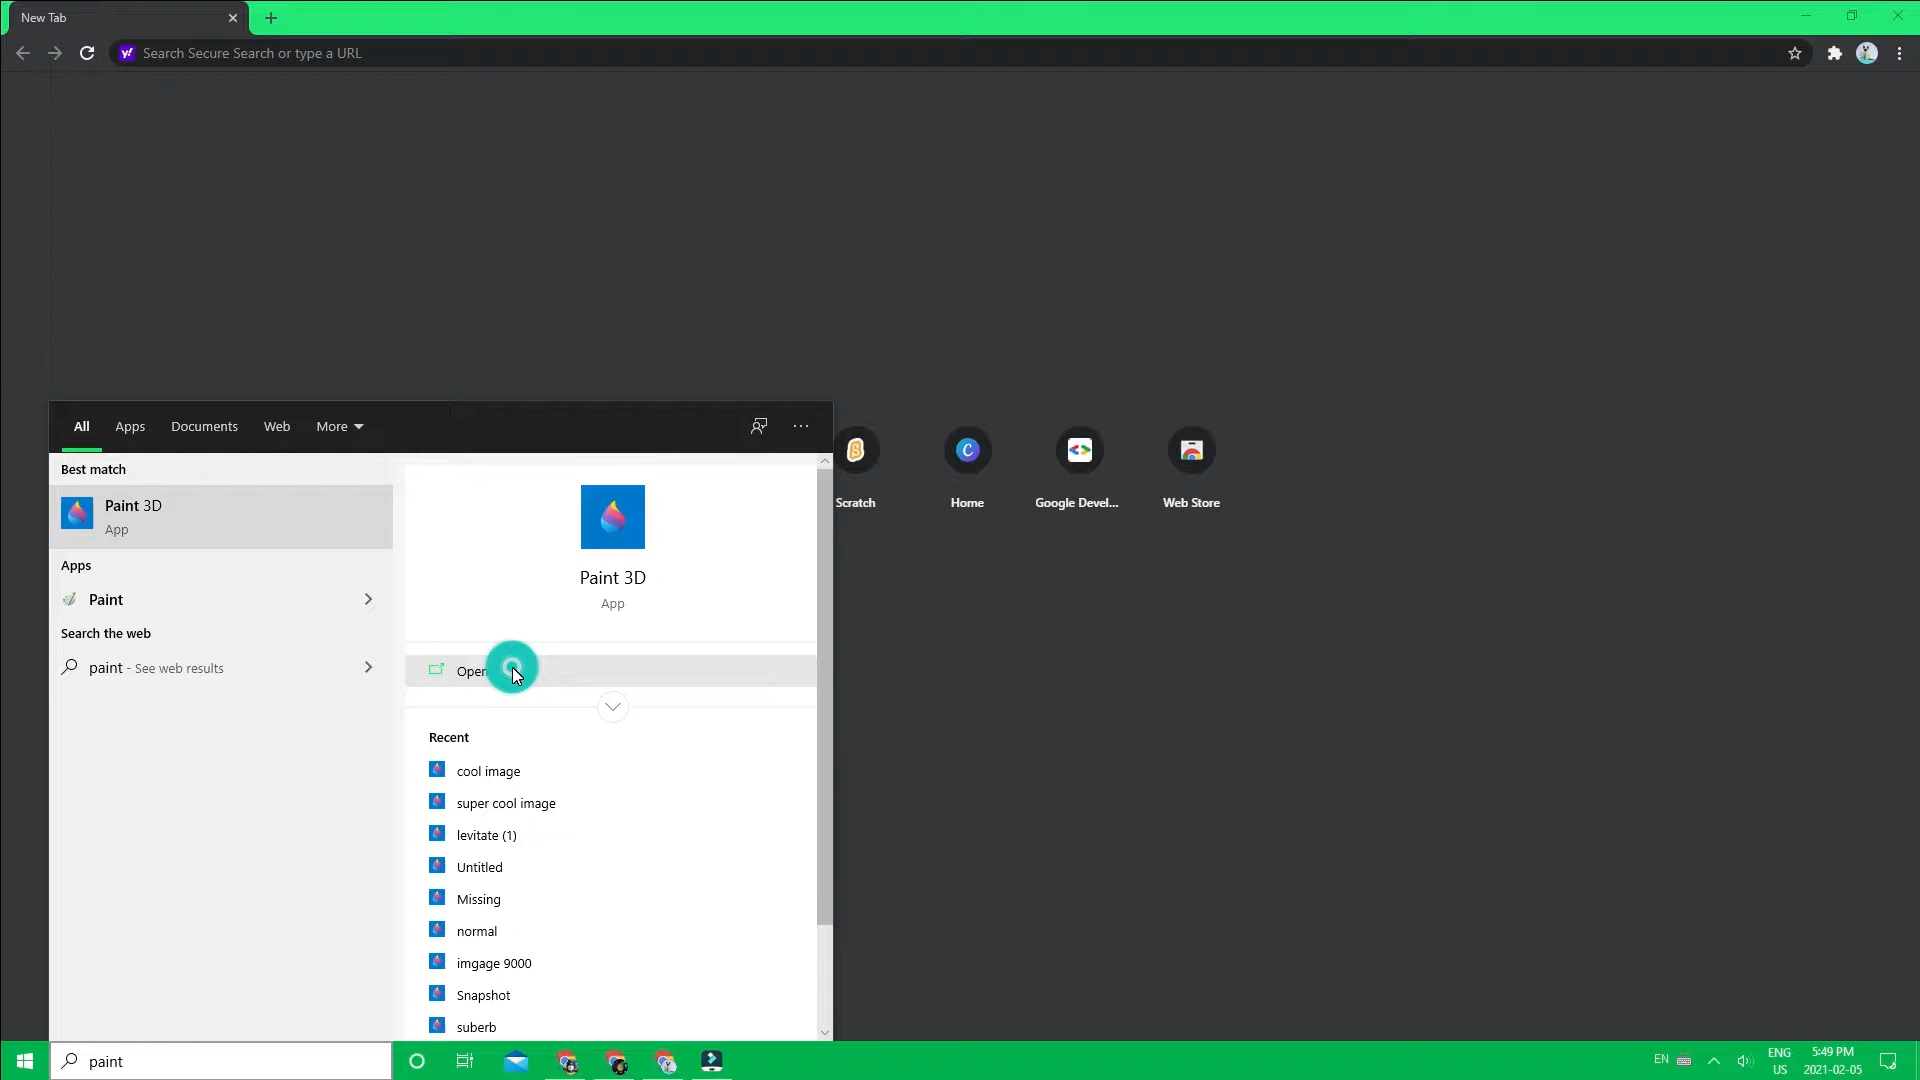 New Tab
Search Secure Search or type a URL
All Apps Documents Web More
Best match
Paint 3D
App
Apps
Paint
Search the web
paint - See web results
Paint 3D
App
Open
Recent
cool image
super cool image
levitate (1)
Untitled
Missing
normal
imgage 9000
Snapshot
suberb
Scratch
Home
Google Devel...
Web Store
paint
EN
ENG
US
5:49 PM
2021-02-05